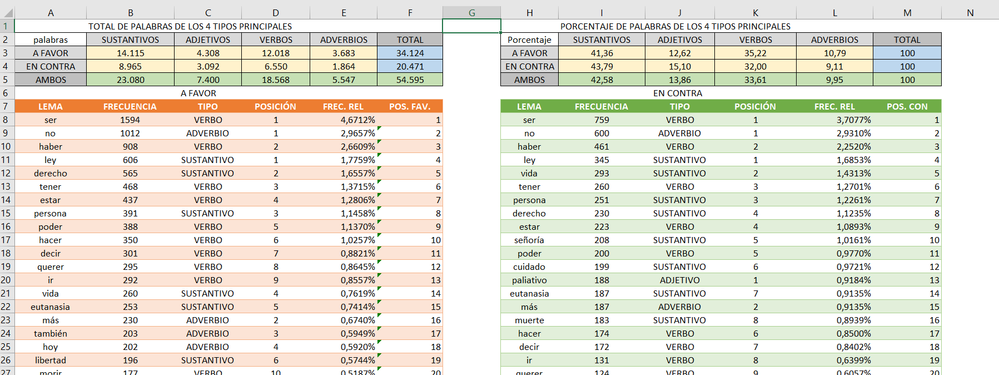 A B C D E F G H I J K L M N
1 TOTAL DE PALABRAS DE LOS 4 TIPOS PRINCIPALES PORCENTAJE DE PALABRAS DE LOS 4 TIPOS PRINCIPALES
2 palabras SUSTANTIVOS ADJETIVOS VERBOS ADVERBIOS TOTAL Porcentaje SUSTANTIVOS ADJETIVOS VERBOS ADVERBIOS TOTAL
3 A FAVOR 14.115 4.308 12.018 3.683 34.124 A FAVOR 41,36 12,62 35,22 10,79 100
4 EN CONTRA 8.965 3.092 6.550 1.864 20.471 EN CONTRA 43,79 15,10 32,00 9,11 100
5 AMBOS 23.080 7.400 18.568 5.547 54.595 AMBOS 42,58 13,86 33,61 9,95 100
6 A FAVOR EN CONTRA
7 LEMA FRECUENCIA TIPO POSICIÓN FREC. REL POS. FAV. LEMA FRECUENCIA TIPO POSICIÓN FREC. REL POS. CON
8 ser 1594 VERBO 1 4,6712% 1 ser 759 VERBO 1 3,7077% 1
9 no 1012 ADVERBIO 1 2,9657% 2 no 600 ADVERBIO 1 2,9310% 2
10 haber 908 VERBO 2 2,6609% 3 haber 461 VERBO 2 2,2520% 3
11 ley 606 SUSTANTIVO 1 1,7759% 4 ley 345 SUSTANTIVO 1 1,6853% 4
12 derecho 565 SUSTANTIVO 2 1,6557% 5 vida 293 SUSTANTIVO 2 1,4313% 5
13 tener 468 VERBO 3 1,3715% 6 tener 260 VERBO 3 1,2701% 6
14 estar 437 VERBO 4 1,2806% 7 persona 251 SUSTANTIVO 3 1,2261% 7
15 persona 391 SUSTANTIVO 3 1,1458% 8 derecho 230 SUSTANTIVO 4 1,1235% 8
16 poder 388 VERBO 5 1,1370% 9 estar 223 VERBO 4 1,0893% 9
17 hacer 350 VERBO 6 1,0257% 10 señoría 208 SUSTANTIVO 5 1,0161% 10
18 decir 301 VERBO 7 0,8821% 11 poder 200 VERBO 5 0,9770% 11
19 querer 295 VERBO 8 0,8645% 12 cuidado 199 SUSTANTIVO 6 0,9721% 12
20 ir 292 VERBO 9 0,8557% 13 paliativo 188 ADJETIVO 1 0,9184% 13
21 vida 260 SUSTANTIVO 4 0,7619% 14 eutanasia 187 SUSTANTIVO 7 0,9135% 14
22 eutanasia 253 SUSTANTIVO 5 0,7414% 15 más 187 ADVERBIO 2 0,9135% 15
23 más 230 ADVERBIO 2 0,6740% 16 muerte 183 SUSTANTIVO 8 0,8939% 16
24 también 203 ADVERBIO 3 0,5949% 17 hacer 174 VERBO 6 0,8500% 17
25 hoy 202 ADVERBIO 4 0,5920% 18 decir 172 VERBO 7 0,8402% 18
26 libertad 196 SUSTANTIVO 6 0,5744% 19 ir 131 VERBO 8 0,6399% 19
27 morir 177 VERBO 10 0,5187% 20 querer 124 VERBO 9 0,6057% 20